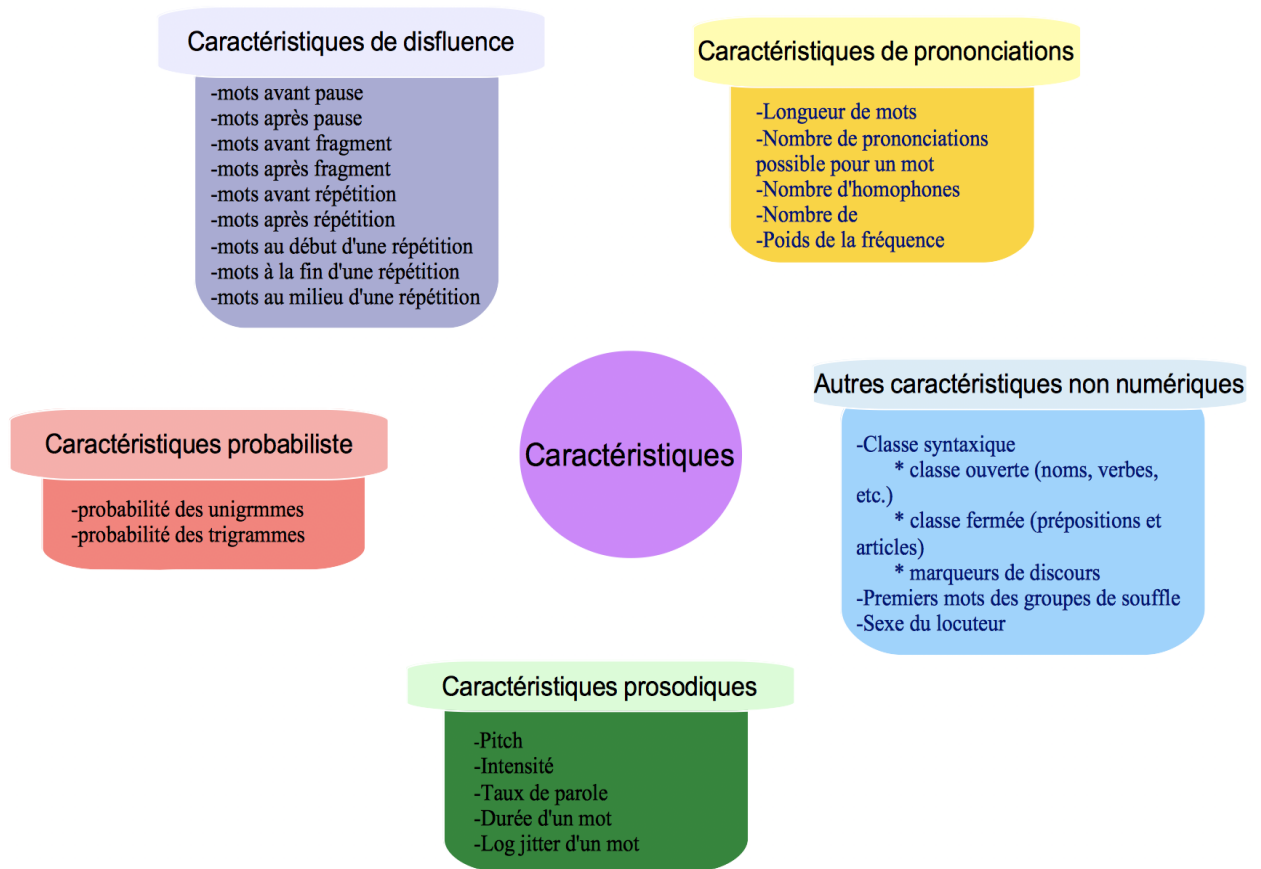 Caractéristiques de disfluence
-mots avant pause
-mots après pause
-mots avant fragment
-mots après fragment
-mots avant répétition
-mots après répétition
-mots au début d'une répétition
-mots à la fin d'une répétition
-mots au milieu d'une répétition
Caractéristiques de prononciations
-Longueur de mots
-Nombre de prononciations
possible pour un mot
-Nombre d'homophones
-Nombre de
-Poids de la fréquence
Autres caractéristiques non numériques
-Classe syntaxique
* classe ouverte (noms, verbes,
etc.)
* classe fermée (prépositions et
articles)
* marqueurs de discours
-Premiers mots des groupes de souffle
-Sexe du locuteur
Caractéristiques
Caractéristiques probabiliste
-probabilité des unigrmmes
-probabilité des trigrammes
Caractéristiques prosodiques
-Pitch
-Intensité
-Taux de parole
-Durée d'un mot
-Log jitter d'un mot